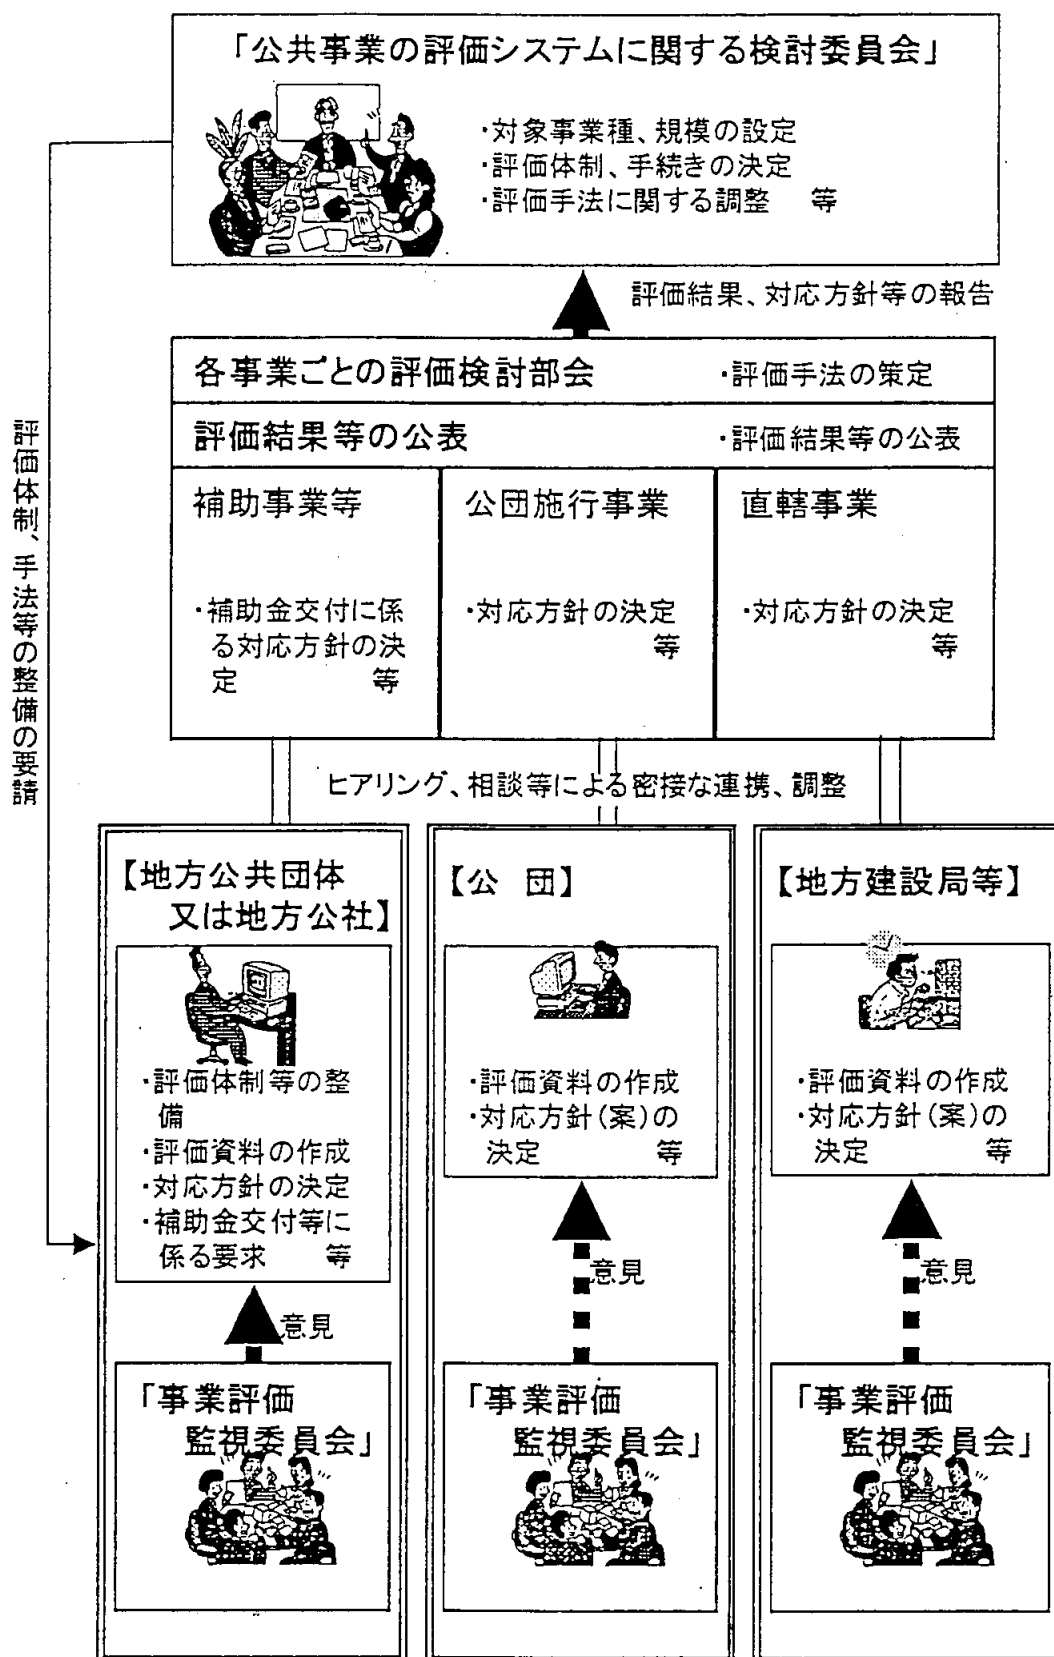 「公共事業の評価システムに関する検討委員会」
・対象事業種、規模の設定
・評価体制、手続きの決定
・評価手法に関する調整 等
評価結果、対応方針等の報告
各事業ごとの評価検討部会 ・評価手法の策定
評価結果等の公表 ・評価結果等の公表
補助事業等
・補助金交付に係
る対応方針の決
定 等
公団施行事業
・対応方針の決定
等
直轄事業
・対応方針の決定
等
評価体制、手法等の整備の要請
ヒアリング、相談等による密接な連携、調整
【地方公共団体
又は地方公社】
・評価体制等の整
備
・評価資料の作成
・対応方針の決定
・補助金交付等に
係る要求 等
意見
「事業評価
監視委員会」
【公 団】
・評価資料の作成
・対応方針(案)の
決定 等
意見
「事業評価
監視委員会」
【地方建設局等】
・評価資料の作成
・対応方針(案)の
決定 等
意見
「事業評価
監視委員会」